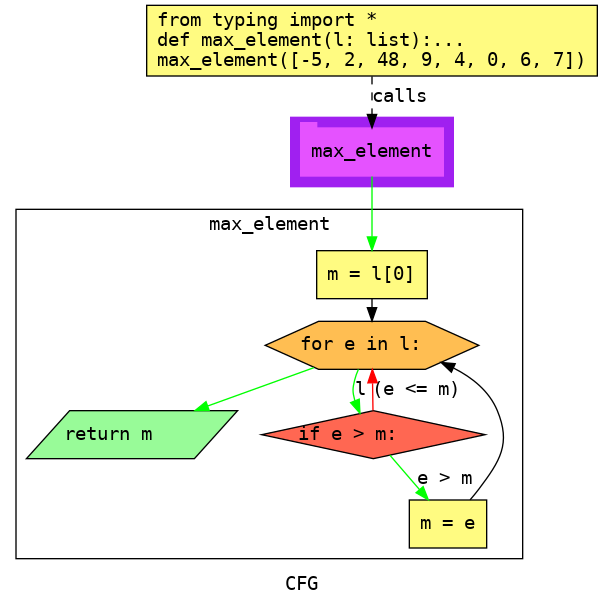 from typing import *
def max_element(l: list):...
max_element([-5, 2, 48, 9, 4, 0, 6, 7])
calls
max_element
max_element
m = l[0]
for e in l:
l
(e <= m)
return m
if e > m:
e > m
m = e
CFG